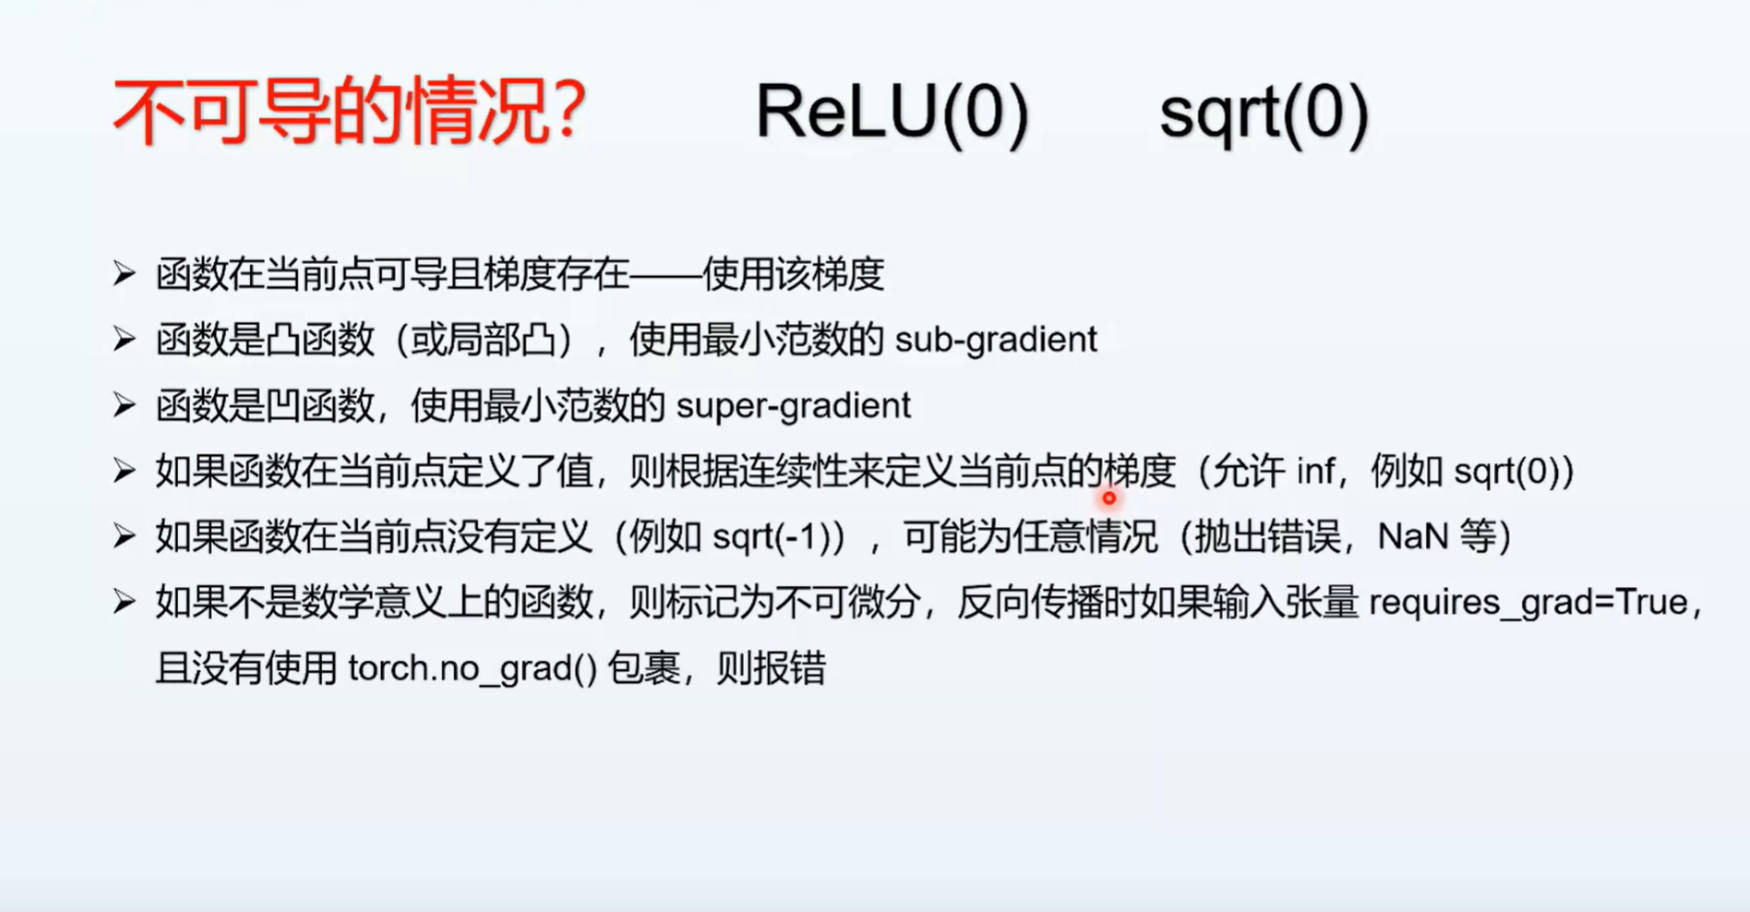 不可导的情况？ ReLU(0) sqrt(0)
➢ 函数在当前点可导且梯度存在——使用该梯度
➢ 函数是凸函数（或局部凸），使用最小范数的 sub-gradient
➢ 函数是凹函数，使用最小范数的 super-gradient
➢ 如果函数在当前点定义了值，则根据连续性来定义当前点的梯度（允许 inf，例如 sqrt(0)）
➢ 如果函数在当前点没有定义（例如 sqrt(-1)），可能为任意情况（抛出错误，NaN 等）
➢ 如果不是数学意义上的函数，则标记为不可微分，反向传播时如果输入张量 requires_grad=True，
且没有使用 torch.no_grad() 包裹，则报错